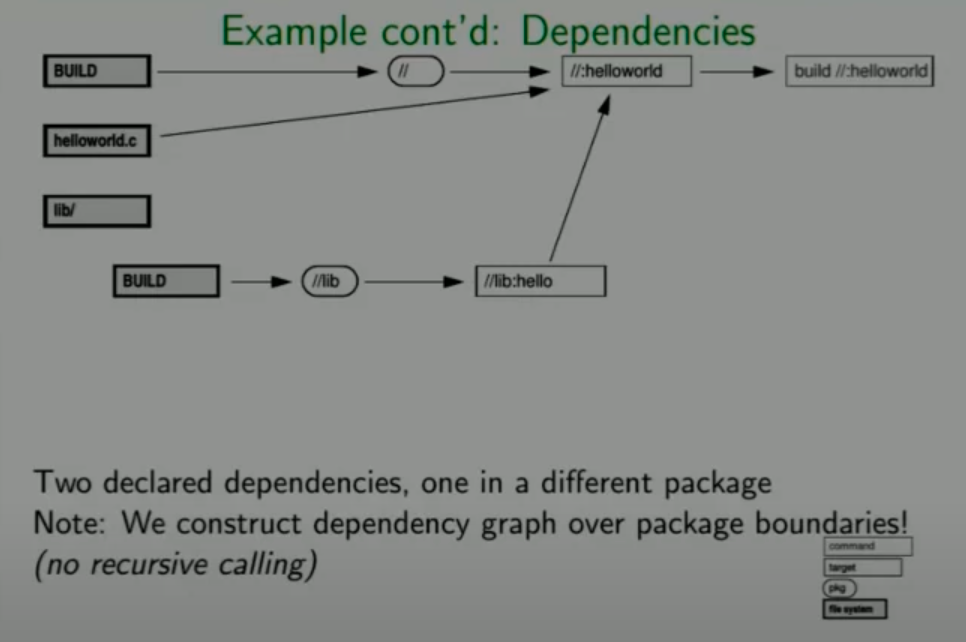 Example cont'd: Dependencies
BUILD
//
//:helloworld
build //:helloworld
helloworld.c
lib/
BUILD
//lib
//lib:hello
Two declared dependencies, one in a different package
Note: We construct dependency graph over package boundaries!
(no recursive calling)
command
target
pkg
file system